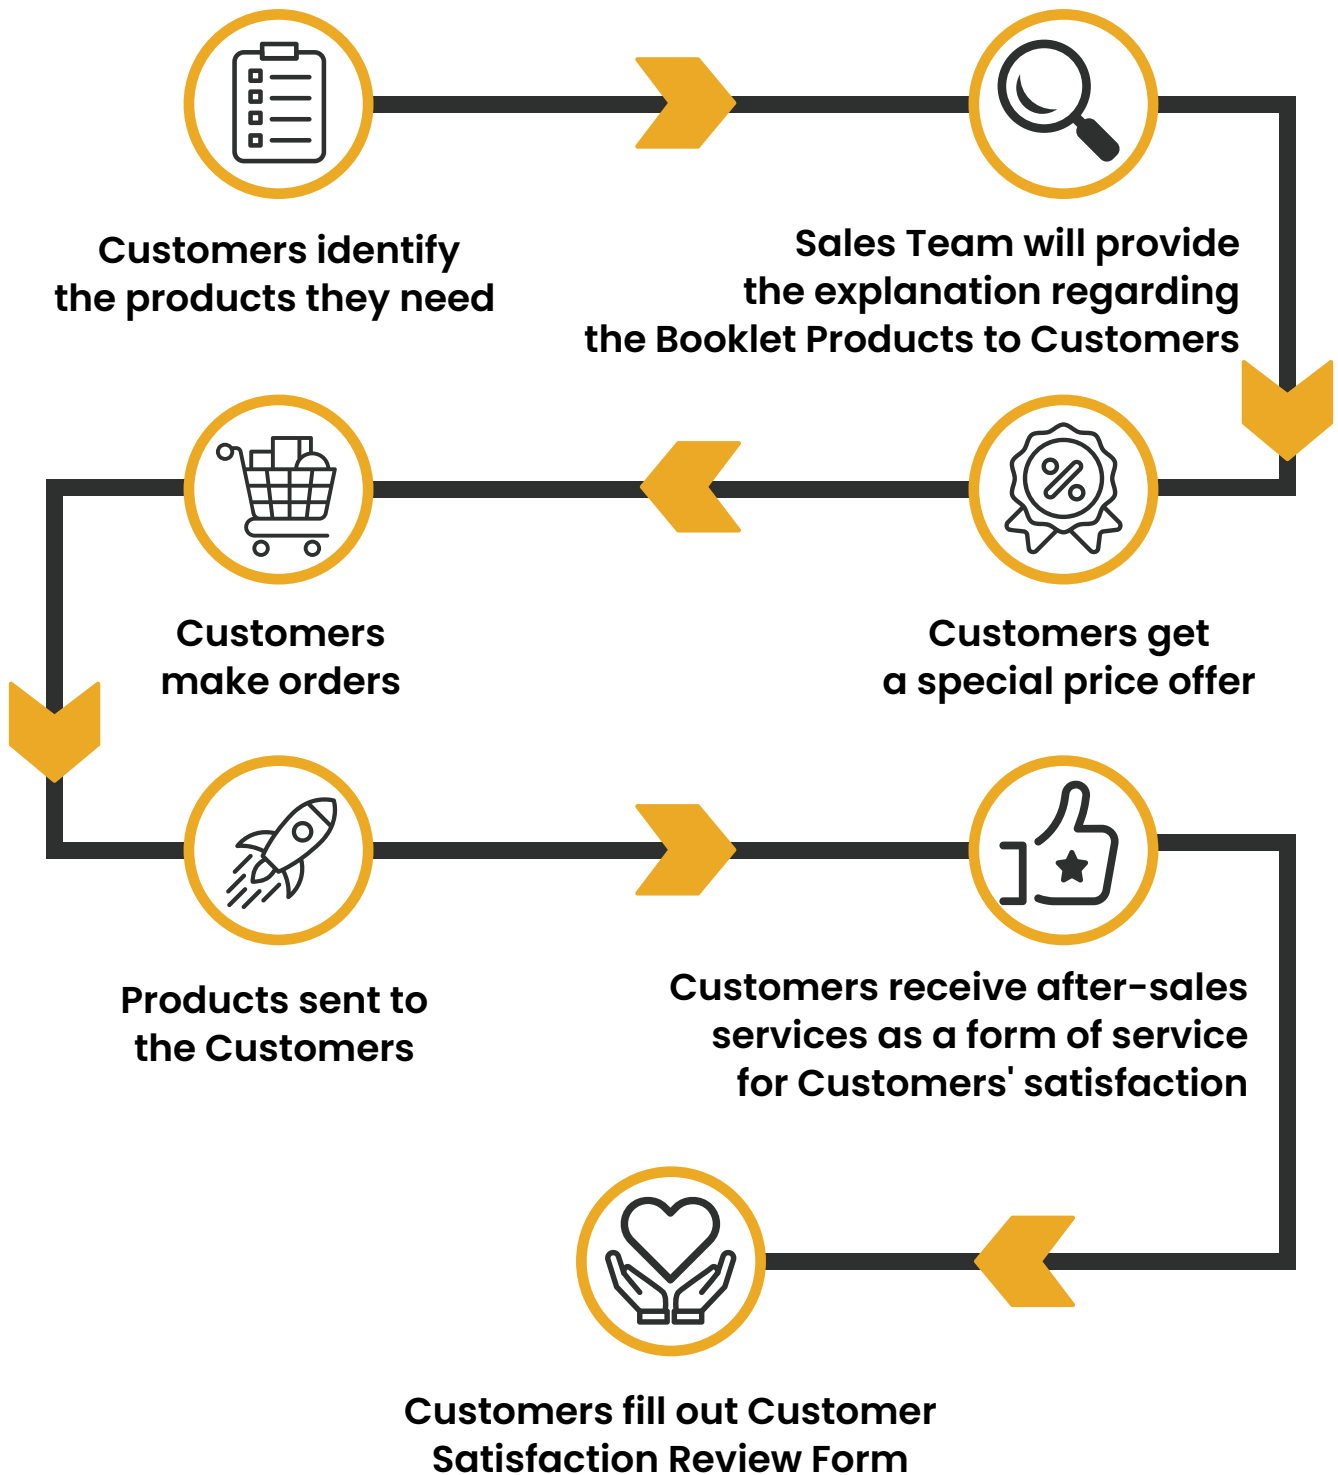 Customers identify
the products they need
Sales Team will provide
the explanation regarding
the Booklet Products to Customers
Customers get
a special price offer
Customers
make orders
Products sent to
the Customers
Customers receive after-sales
services as a form of service
for Customers' satisfaction
Customers fill out Customer
Satisfaction Review Form